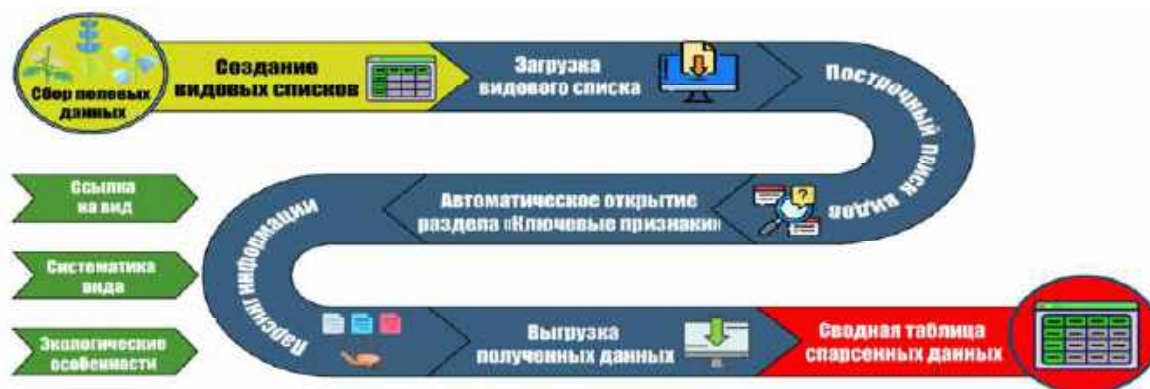 Сбор полевых
данных
Создание
видовых списков
Загрузка
видового списка
Построчный поиск видов
Автоматическое открытие
раздела «Ключевые признаки»
Парсинг информации
Ссылка
на вид
Систематика
вида
Экологические
особенности
Выгрузка
полученных данных
Сводная таблица
спарсенных данных